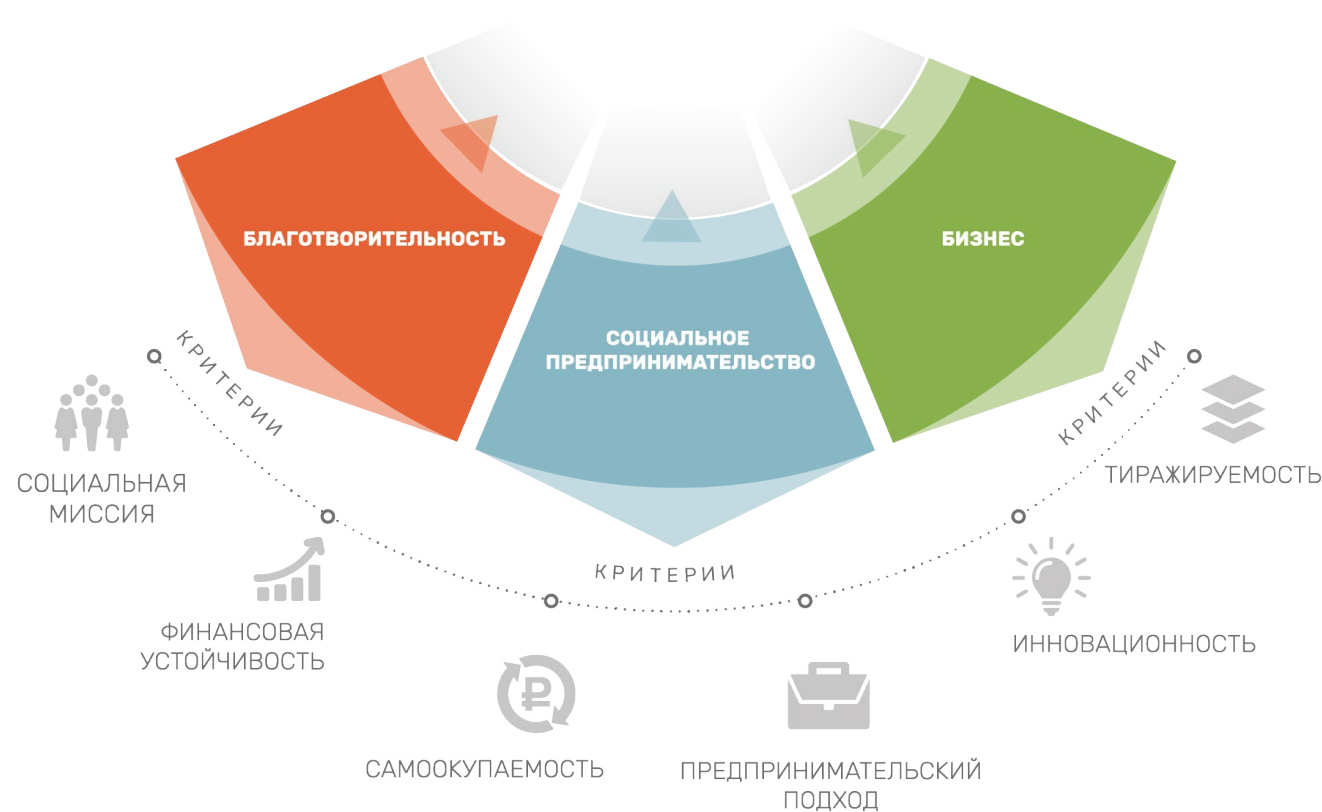 БЛАГОТВОРИТЕЛЬНОСТЬ
СОЦИАЛЬНОЕ
ПРЕДПРИНИМАТЕЛЬСТВО
БИЗНЕС
КРИТЕРИИ
КРИТЕРИИ
КРИТЕРИИ
СОЦИАЛЬНАЯ
МИССИЯ
ФИНАНСОВАЯ
УСТОЙЧИВОСТЬ
САМООКУПАЕМОСТЬ
ПРЕДПРИНИМАТЕЛЬСКИЙ
ПОДХОД
ИННОВАЦИОННОСТЬ
ТИРАЖИРУЕМОСТЬ